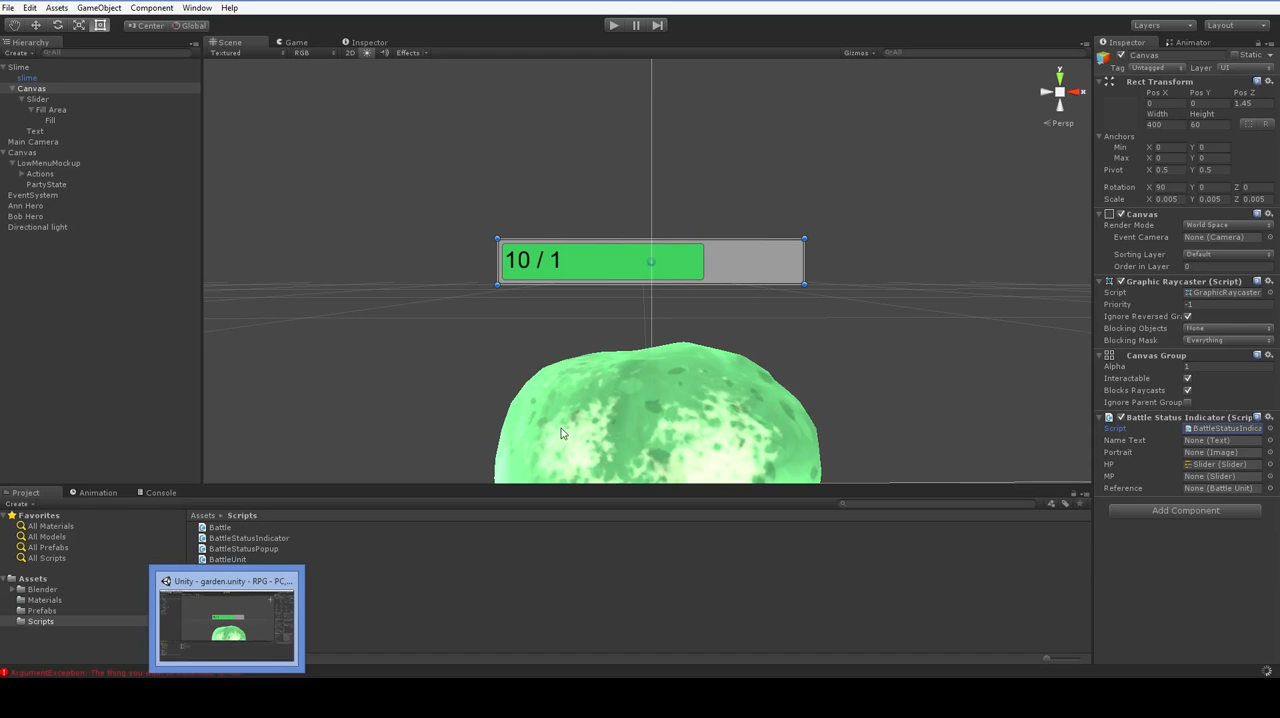 File Edit Assets GameObject Component Window Help
Center Global Layers Layout
Hierarchy Scene Game Inspector Inspector Animator
Create All Textured RGB 2D Effects Gizmos All Canvas Static
Tag Untagged Layer UI
Slime
slime
Canvas
Slider
Fill Area
Fill
Text
Main Camera
Canvas
LowMenuMockup
Actions
PartyState
EventSystem
Ann Hero
Bob Hero
Directional light
y
x
Persp
10 / 1
Rect Transform
Pos X Pos Y Pos Z
0 0 1.45
Width Height
400 60 R
Anchors
Min X 0 Y 0
Max X 0 Y 0
Pivot X 0.5 Y 0.5
Rotation X 90 Y 0 Z 0
Scale X 0.005 Y 0.005 Z 0.005
Canvas
Render Mode World Space
Event Camera None (Camera)
Sorting Layer Default
Order in Layer 0
Graphic Raycaster (Script)
Script GraphicRaycaster
Priority -1
Ignore Reversed Gra
Blocking Objects None
Blocking Mask Everything
Canvas Group
Alpha 1
Interactable
Blocks Raycasts
Ignore Parent Group
Battle Status Indicator (Scrip
Script BattleStatusIndica
Name Text None (Text)
Portrait None (Image)
HP Slider (Slider)
MP None (Slider)
Reference None (Battle Unit)
Add Component
Project Animation Console
Create
Favorites
All Materials
All Models
All Prefabs
All Scripts
Assets
Blender
Materials
Prefabs
Scripts
Assets Scripts
Battle
BattleStatusIndicator
BattleStatusPopup
BattleUnit
Unity - garden.unity - RPG - PC,...
ArgumentException: The thing you